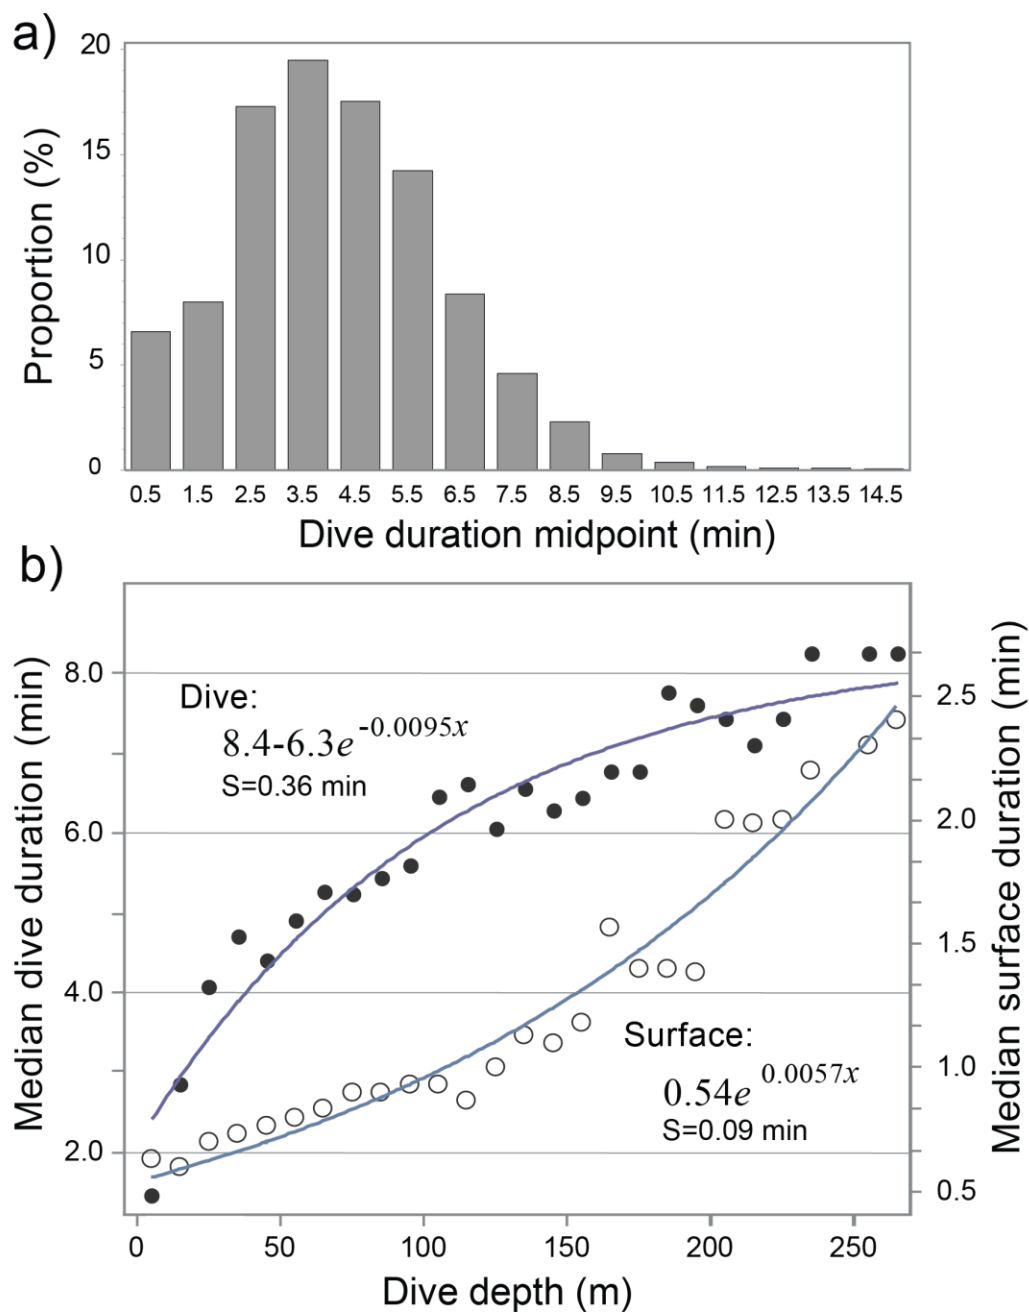 a)
20
15
10
5
0
Proportion (%)
0.5 1.5 2.5 3.5 4.5 5.5 6.5 7.5 8.5 9.5 10.5 11.5 12.5 13.5 14.5
Dive duration midpoint (min)
b)
Median dive duration (min)
8.0
6.0
4.0
2.0
Dive:
8.4-6.3e^-0.0095x
S=0.36 min
Surface:
0.54e^0.0057x
S=0.09 min
2.5
2.0
1.5
1.0
0.5
Median surface duration (min)
0 50 100 150 200 250
Dive depth (m)